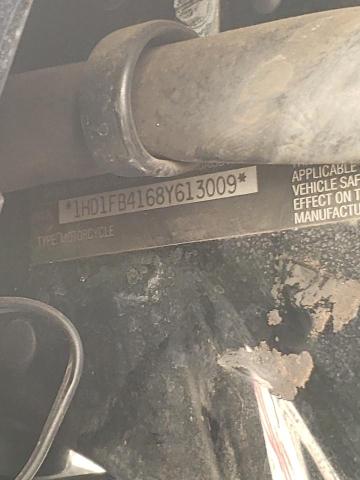 *1HD1FB4168Y613009*
TYPE MOTORCYCLE
APPLICABLE
VEHICLE SAF
EFFECT ON T
MANUFACTU